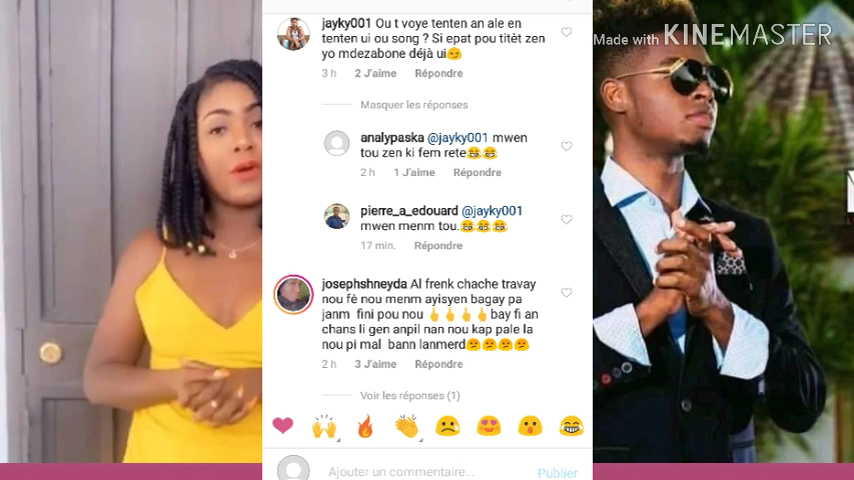 Made with KINEMASTER
jayky001 Ou t voye tenten an ale en
tenten ui ou song ? Si epat pou titèt zen
yo mdezabone déjà ui😏
3 h 2 J'aime Répondre
Masquer les réponses
analypaska @jayky001 mwen
tou zen ki fem rete😂😂
2 h 1 J'aime Répondre
pierre_a_edouard @jayky001
mwen menm tou.😂😂😂
17 min. Répondre
josephshneyda Al frenk chache travay
nou fè nou menm ayisyen bagay pa
janm fini pou nou 👆👆👆👆bay fi an
chans li gen anpil nan nou kap pale la
nou pi mal bann lanmerd😕😕😕😕
2 h 3 J'aime Répondre
Voir les réponses (1)
Ajouter un commentaire... Publier